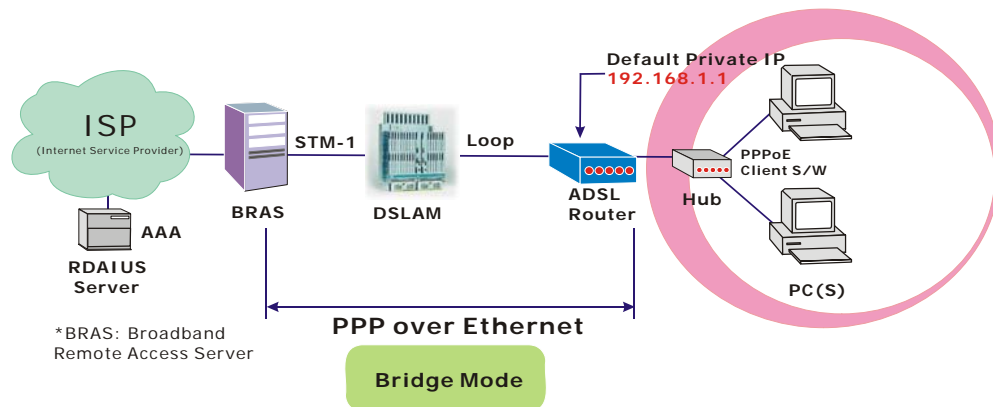 Default Private IP
192.168.1.1
ISP
(Internet Service Provider)
STM-1
Loop
PPPoE
Client S/W
BRAS
DSLAM
ADSL
Router
Hub
AAA
RDAIUS
Server
PC(S)
PPP over Ethernet
*BRAS: Broadband
Remote Access Server
Bridge Mode